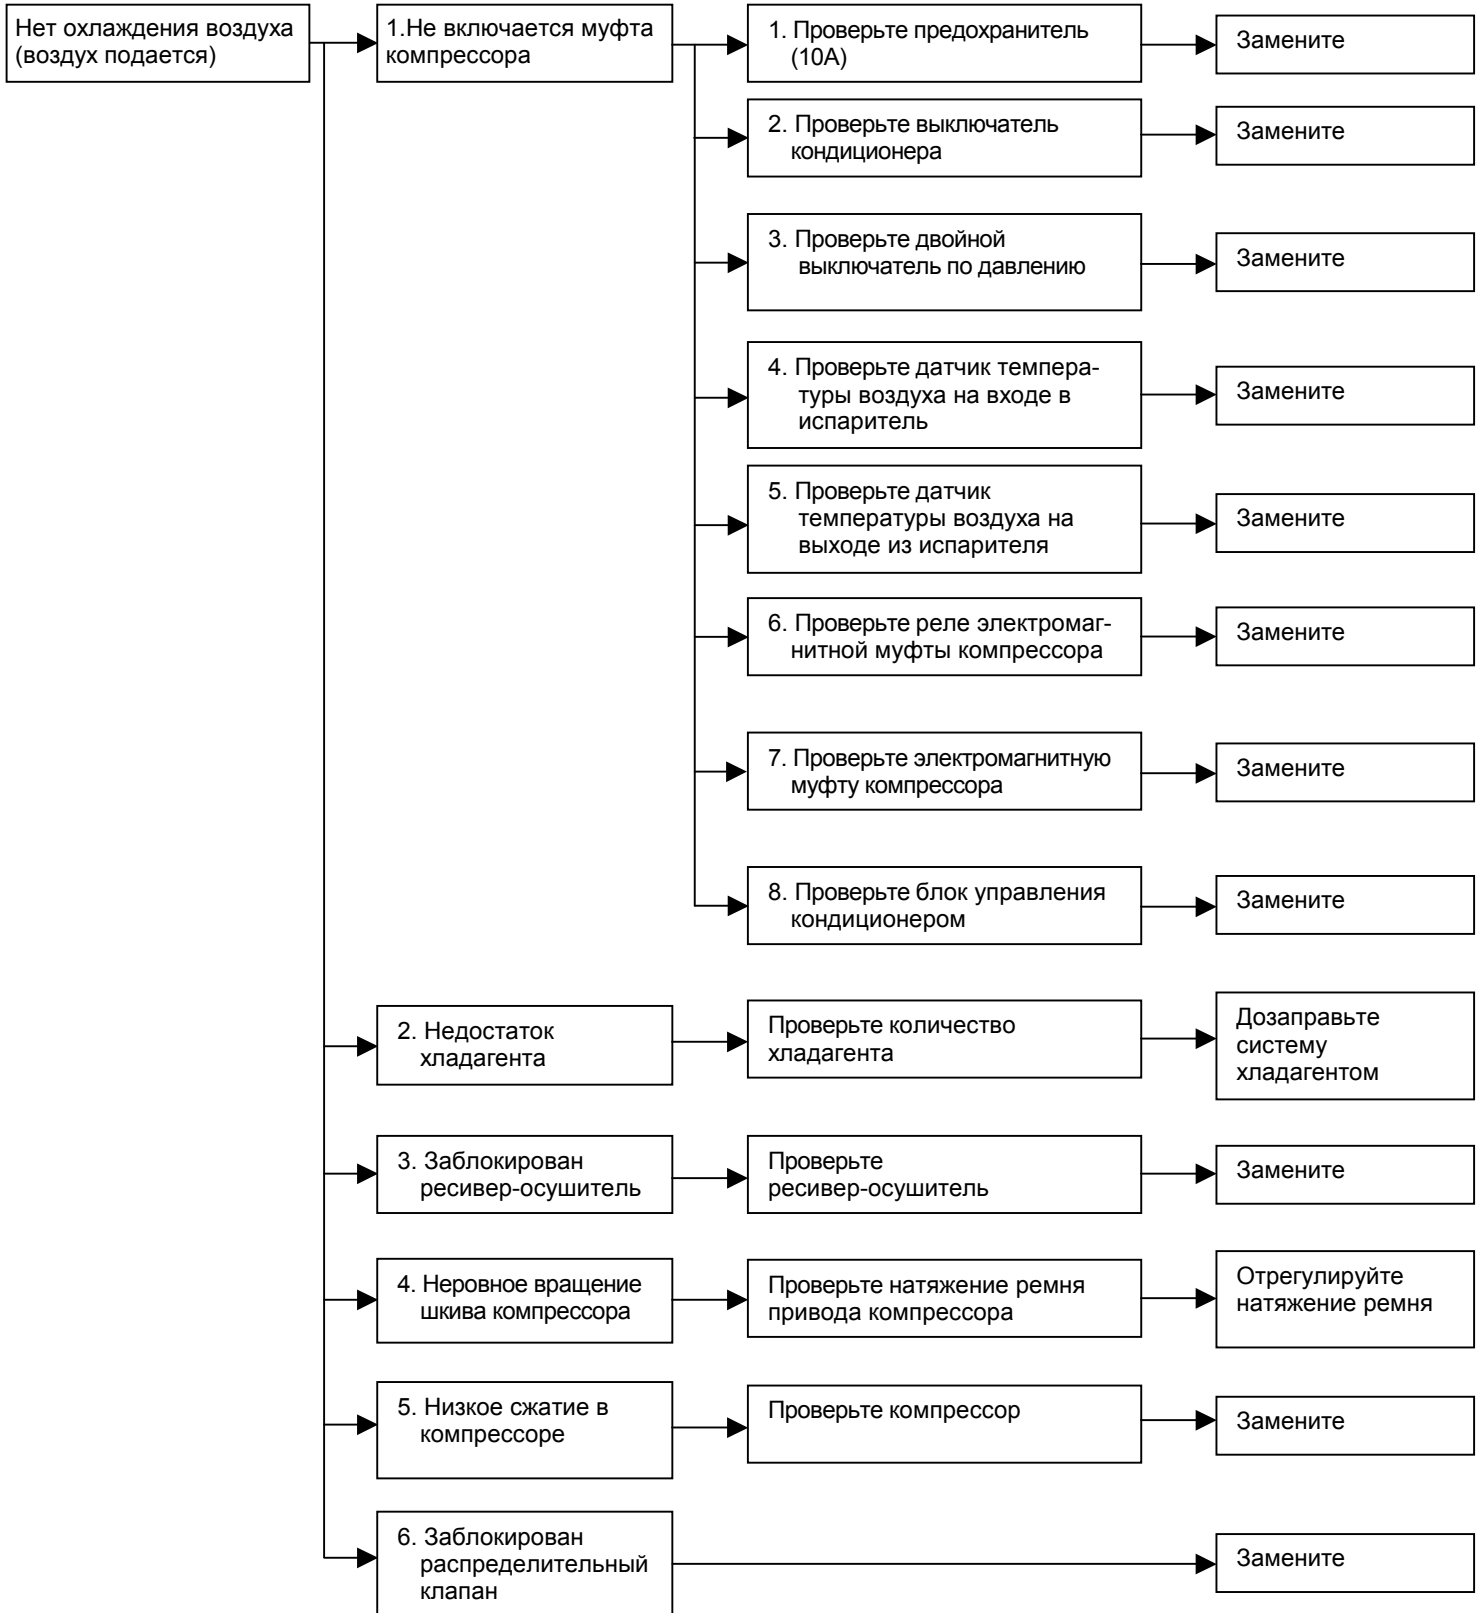 Нет охлаждения воздуха
(воздух подается)
1.Не включается муфта
компрессора
1. Проверьте предохранитель
(10А)
Замените
2. Проверьте выключатель
кондиционера
Замените
3. Проверьте двойной
выключатель по давлению
Замените
4. Проверьте датчик темпера-
туры воздуха на входе в
испаритель
Замените
5. Проверьте датчик
температуры воздуха на
выходе из испарителя
Замените
6. Проверьте реле электромаг-
нитной муфты компрессора
Замените
7. Проверьте электромагнитную
муфту компрессора
Замените
8. Проверьте блок управления
кондиционером
Замените
2. Недостаток
хладагента
Проверьте количество
хладагента
Дозаправьте
систему
хладагентом
3. Заблокирован
ресивер-осушитель
Проверьте
ресивер-осушитель
Замените
4. Неровное вращение
шкива компрессора
Проверьте натяжение ремня
привода компрессора
Отрегулируйте
натяжение ремня
5. Низкое сжатие в
компрессоре
Проверьте компрессор
Замените
6. Заблокирован
распределительный
клапан
Замените